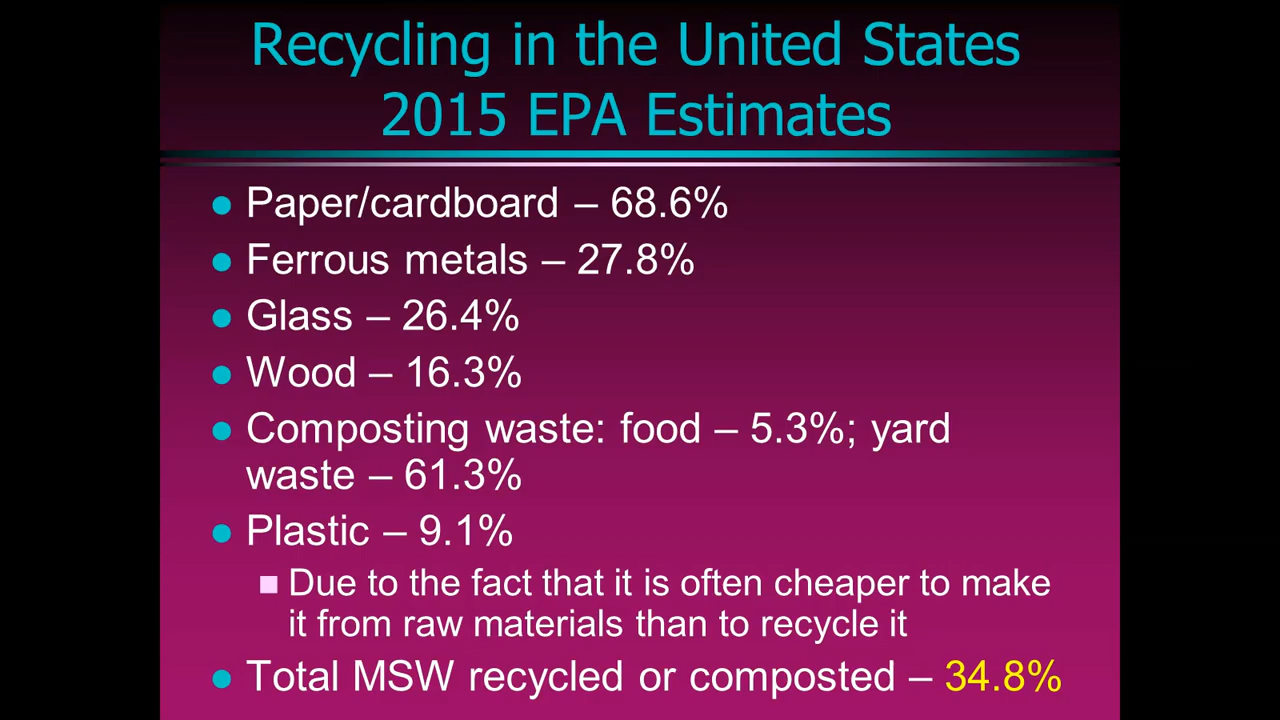 Recycling in the United States
2015 EPA Estimates
Paper/cardboard – 68.6%
Ferrous metals – 27.8%
Glass – 26.4%
Wood – 16.3%
Composting waste: food – 5.3%; yard
waste – 61.3%
Plastic – 9.1%
Due to the fact that it is often cheaper to make
it from raw materials than to recycle it
Total MSW recycled or composted – 34.8%